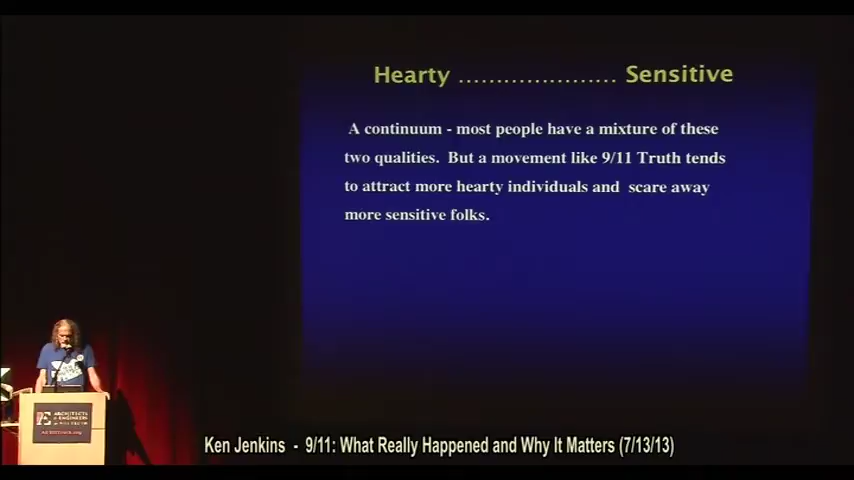 Hearty ..................... Sensitive
A continuum - most people have a mixture of these
two qualities. But a movement like 9/11 Truth tends
to attract more hearty individuals and scare away
more sensitive folks.
ARCHITECTS
& ENGINEERS
Ken Jenkins - 9/11: What Really Happened and Why It Matters (7/13/13)